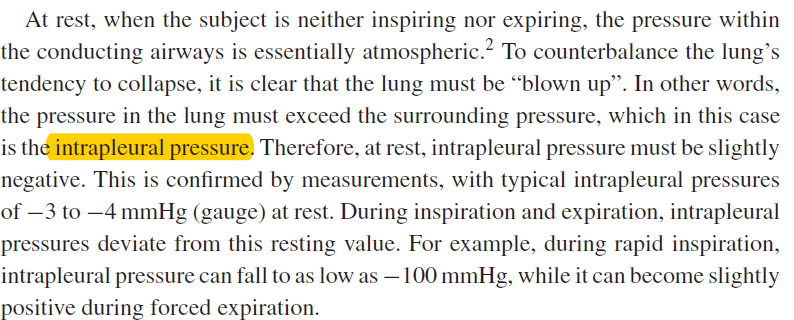 At rest, when the subject is neither inspiring nor expiring, the pressure within
the conducting airways is essentially atmospheric.2 To counterbalance the lung’s
tendency to collapse, it is clear that the lung must be “blown up”. In other words,
the pressure in the lung must exceed the surrounding pressure, which in this case
is the intrapleural pressure. Therefore, at rest, intrapleural pressure must be slightly
negative. This is confirmed by measurements, with typical intrapleural pressures
of −3 to −4 mmHg (gauge) at rest. During inspiration and expiration, intrapleural
pressures deviate from this resting value. For example, during rapid inspiration,
intrapleural pressure can fall to as low as −100 mmHg, while it can become slightly
positive during forced expiration.